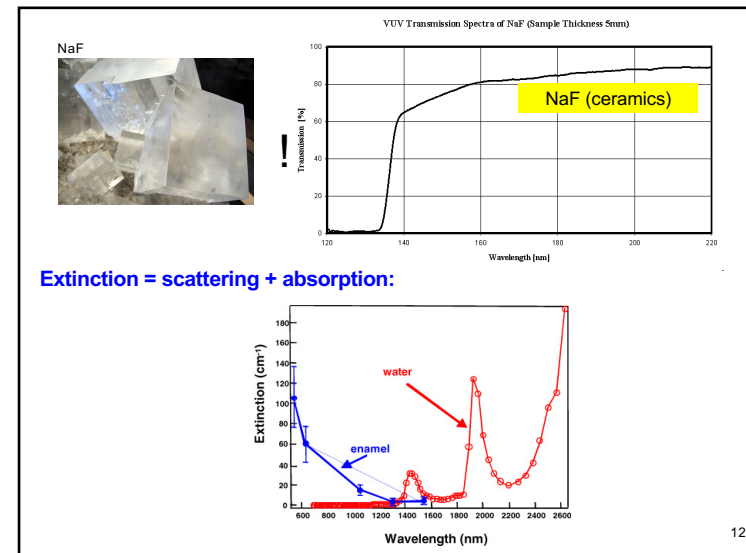 VUV Transmission Spectra of NaF (Sample Thickness 5mm)
NaF
100
80
60
40
20
0
Transmission [%]
NaF (ceramics)
!
120 140 160 180 200 220
Wavelength [nm]
Extinction = scattering + absorption:
180
160
140
120
100
80
60
40
20
0
Extinction (cm-1)
water
enamel
600 800 1000 1200 1400 1600 1800 2000 2200 2400 2600
Wavelength (nm)
12